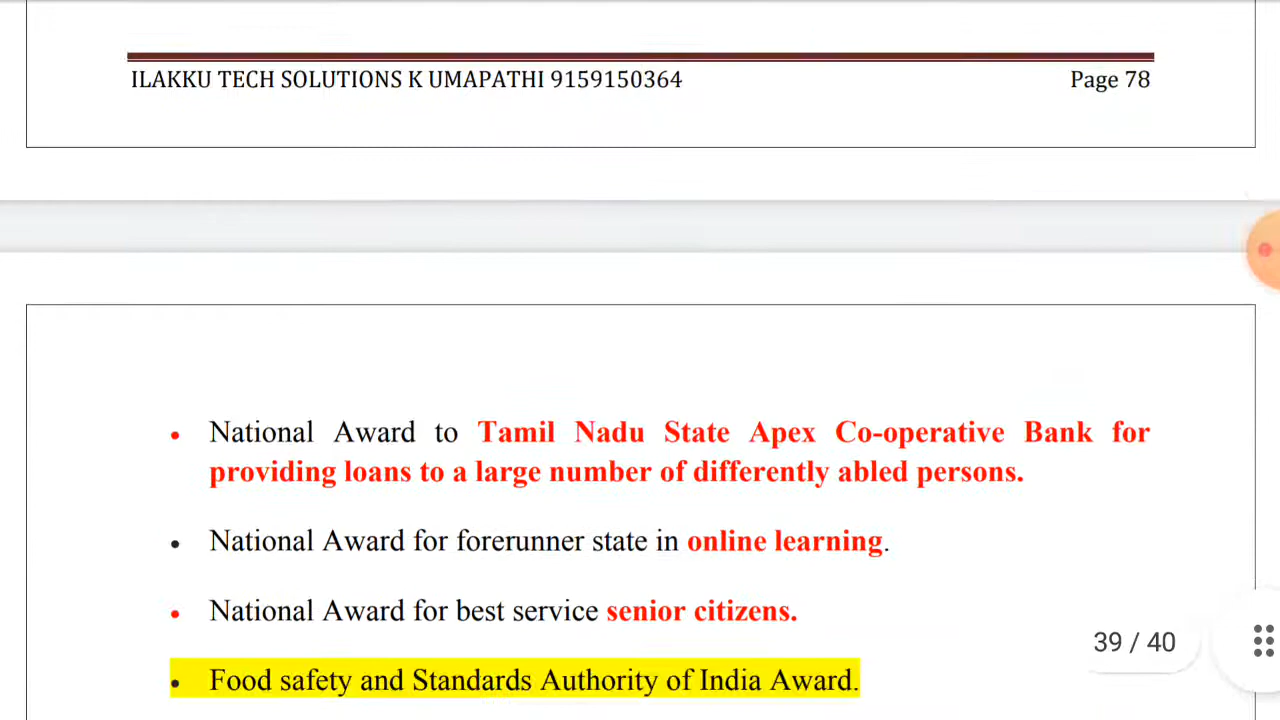 ILAKKU TECH SOLUTIONS K UMAPATHI 9159150364 Page 78
• National Award to Tamil Nadu State Apex Co-operative Bank for
providing loans to a large number of differently abled persons.
• National Award for forerunner state in online learning.
• National Award for best service senior citizens.
39 / 40
• Food safety and Standards Authority of India Award.